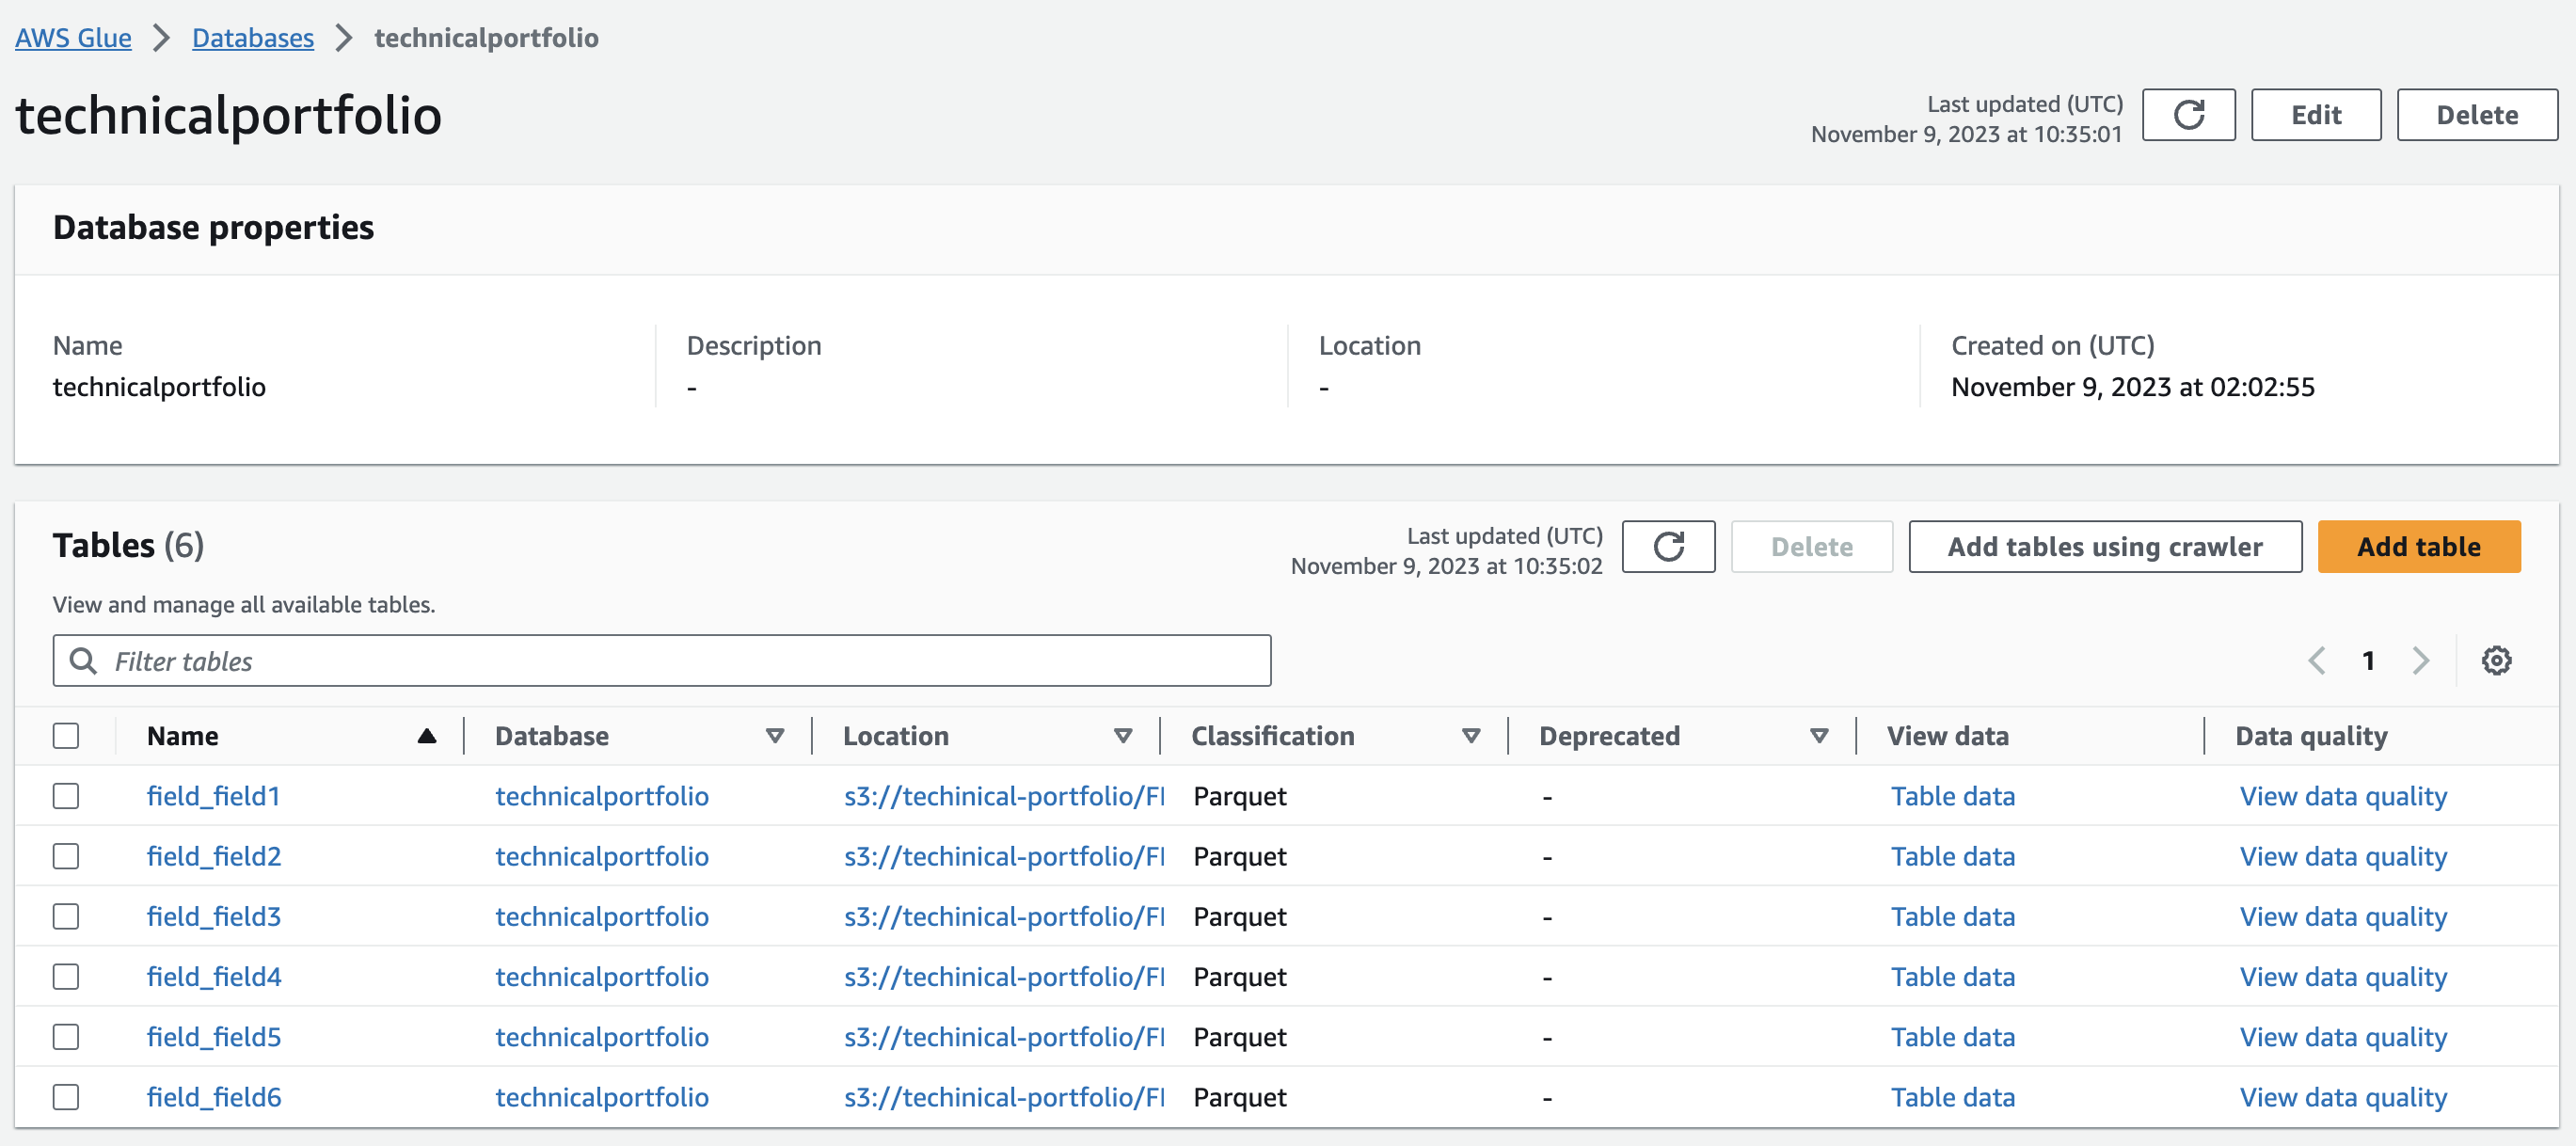 AWS Glue > Databases > technicalportfolio
technicalportfolio
Last updated (UTC)
November 9, 2023 at 10:35:01
Edit
Delete
Database properties
Name
technicalportfolio
Description
-
Location
-
Created on (UTC)
November 9, 2023 at 02:02:55
Tables (6)
Last updated (UTC)
November 9, 2023 at 10:35:02
Delete
Add tables using crawler
Add table
View and manage all available tables.
Filter tables
1
Name Database Location Classification Deprecated View data Data quality
field_field1 technicalportfolio s3://techinical-portfolio/FI Parquet - Table data View data quality
field_field2 technicalportfolio s3://techinical-portfolio/FI Parquet - Table data View data quality
field_field3 technicalportfolio s3://techinical-portfolio/FI Parquet - Table data View data quality
field_field4 technicalportfolio s3://techinical-portfolio/FI Parquet - Table data View data quality
field_field5 technicalportfolio s3://techinical-portfolio/FI Parquet - Table data View data quality
field_field6 technicalportfolio s3://techinical-portfolio/FI Parquet - Table data View data quality